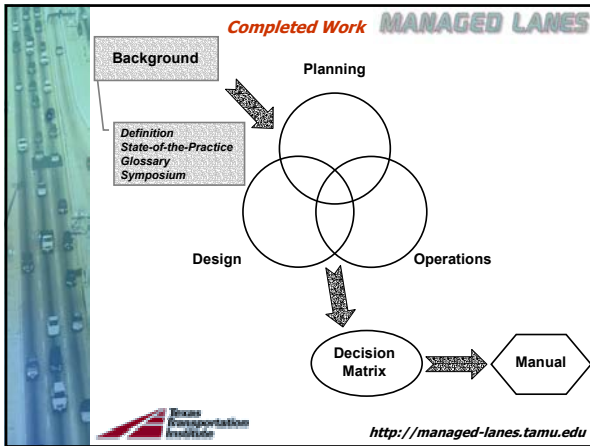 Completed Work MANAGED LANES
Background
Planning
Definition
State-of-the-Practice
Glossary
Symposium
Design
Operations
Decision
Matrix
Manual
Texas
Transportation
Institute
http://managed-lanes.tamu.edu